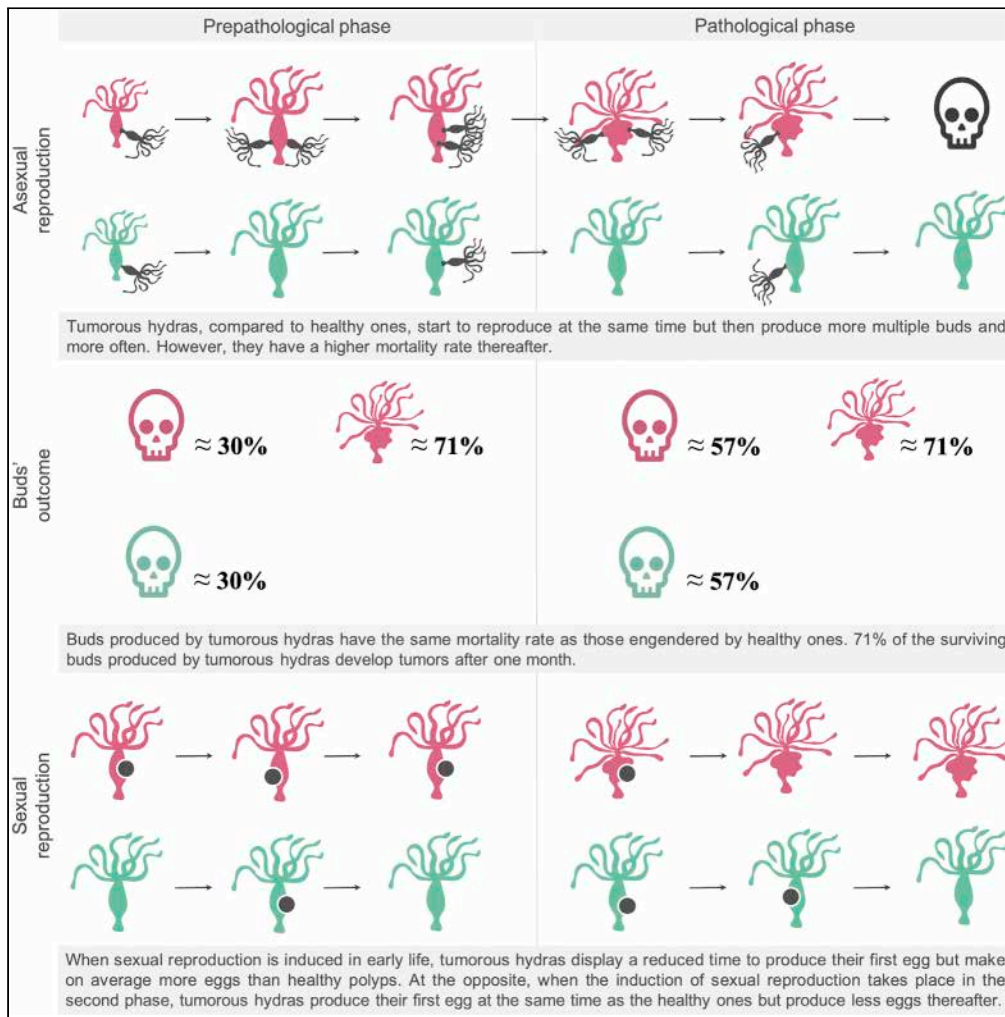 Prepathological phase
Pathological phase
Asexual
reproduction
Tumorous hydras, compared to healthy ones, start to reproduce at the same time but then produce more multiple buds and
more often. However, they have a higher mortality rate thereafter.
Buds'
outcome
≈ 30%
≈ 71%
≈ 57%
≈ 71%
≈ 30%
≈ 57%
Buds produced by tumorous hydras have the same mortality rate as those engendered by healthy ones. 71% of the surviving
buds produced by tumorous hydras develop tumors after one month.
Sexual
reproduction
When sexual reproduction is induced in early life, tumorous hydras display a reduced time to produce their first egg but make
on average more eggs than healthy polyps. At the opposite, when the induction of sexual reproduction takes place in the
second phase, tumorous hydras produce their first egg at the same time as the healthy ones but produce less eggs thereafter.